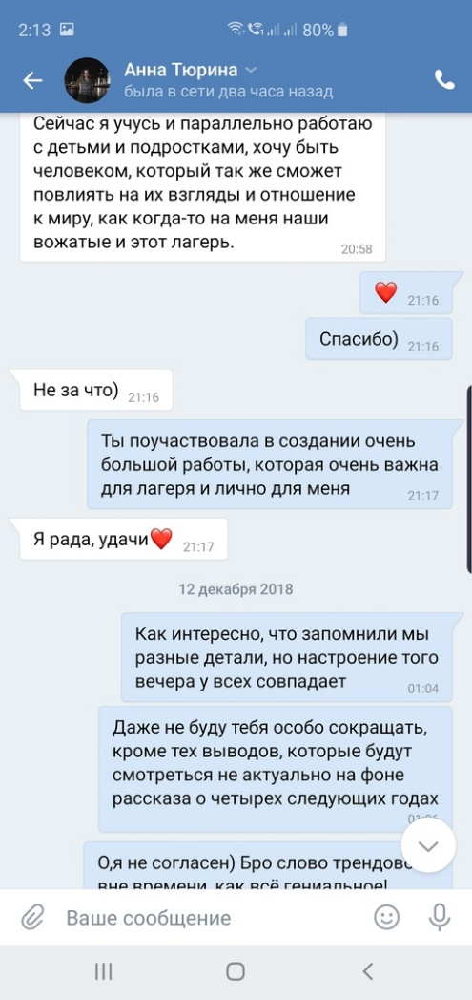 2:13 80%
Анна Тюрина
была в сети два часа назад
Сейчас я учусь и параллельно работаю
с детьми и подростками, хочу быть
человеком, который так же сможет
повлиять на их взгляды и отношение
к миру, как когда-то на меня наши
вожатые и этот лагерь.
20:58
❤️ 21:16
Спасибо) 21:16
Не за что) 21:16
Ты поучаствовала в создании очень
большой работы, которая очень важна
для лагеря и лично для меня
21:17
Я рада, удачи❤️ 21:17
12 декабря 2018
Как интересно, что запомнили мы
разные детали, но настроение того
вечера у всех совпадает
01:04
Даже не буду тебя особо сокращать,
кроме тех выводов, которые будут
смотреться не актуально на фоне
рассказа о четырех следующих годах
О,я не согласен) Бро слово
вне времени, как всё гениальное!
Ваше сообщение